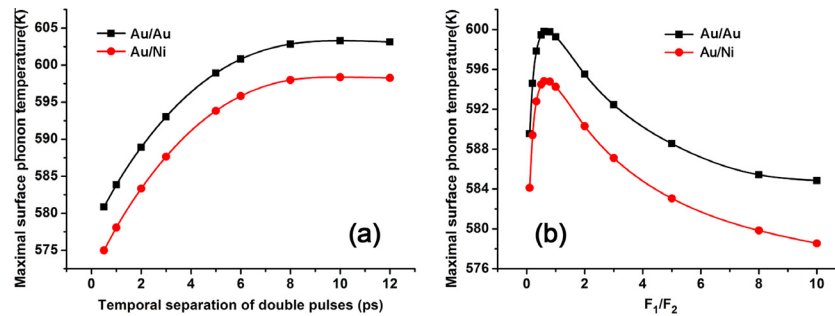 Maximal surface phonon temperature(K)
605
600
595
590
585
580
575
Au/Au
Au/Ni
(a)
0 2 4 6 8 10 12
Temporal separation of double pulses (ps)
Maximal surface phonon temperature(K)
600
596
592
588
584
580
576
Au/Au
Au/Ni
(b)
0 2 4 6 8 10
F₁/F₂